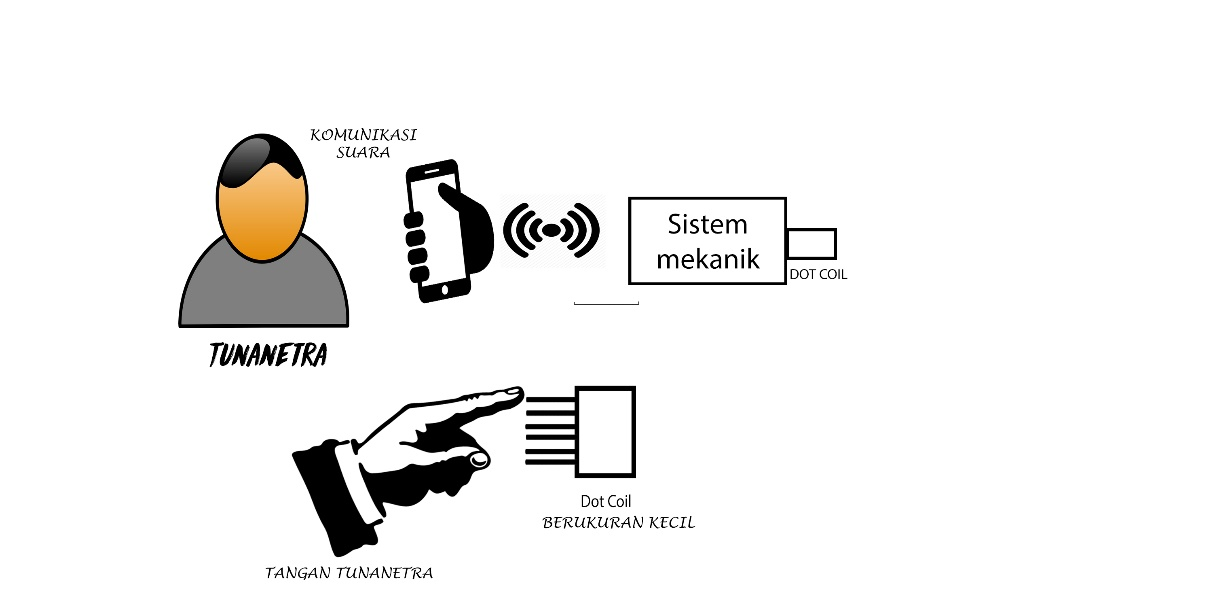 KOMUNIKASI
SUARA
Sistem
mekanik
DOT COIL
TUNANETRA
Dot Coil
BERUKURAN KECIL
TANGAN TUNANETRA